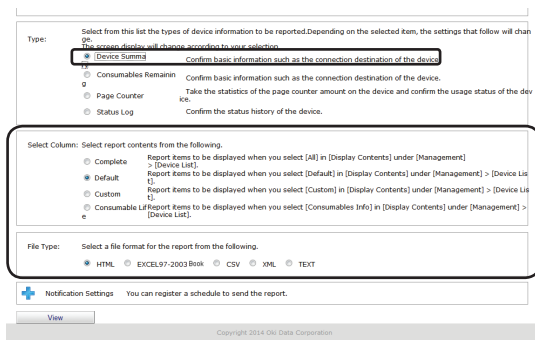 Select from this list the types of device information to be reported.Depending on the selected item, the settings that follow will chan
Type: ge.
The screen display will change according to your selection.
Device Summa Confirm basic information such as the connection destination of the device
ry
Consumables Remainin Confirm basic information such as the connection destination of the device.
g
Page Counter Take the statistics of the page counter amount on the device and confirm the usage status of the dev
ice.
Status Log Confirm the status history of the device.
Select Column: Select report contents from the following.
Complete Report items to be displayed when you select [All] in [Display Contents] under [Management]
> [Device List].
Default Report items to be displayed when you select [Default] in [Display Contents] under [Management] > [Device Lis
t].
Custom Report items to be displayed when you select [Custom] in [Display Contents] under [Management] > [Device Lis
t].
Consumable Lif Report items to be displayed when you select [Consumables Info] in [Display Contents] under [Management] >
e [Device List].
File Type: Select a file format for the report from the following.
HTML EXCEL97-2003 Book CSV XML TEXT
Notification Settings You can register a schedule to send the report.
View
Copyright 2014 Oki Data Corporation